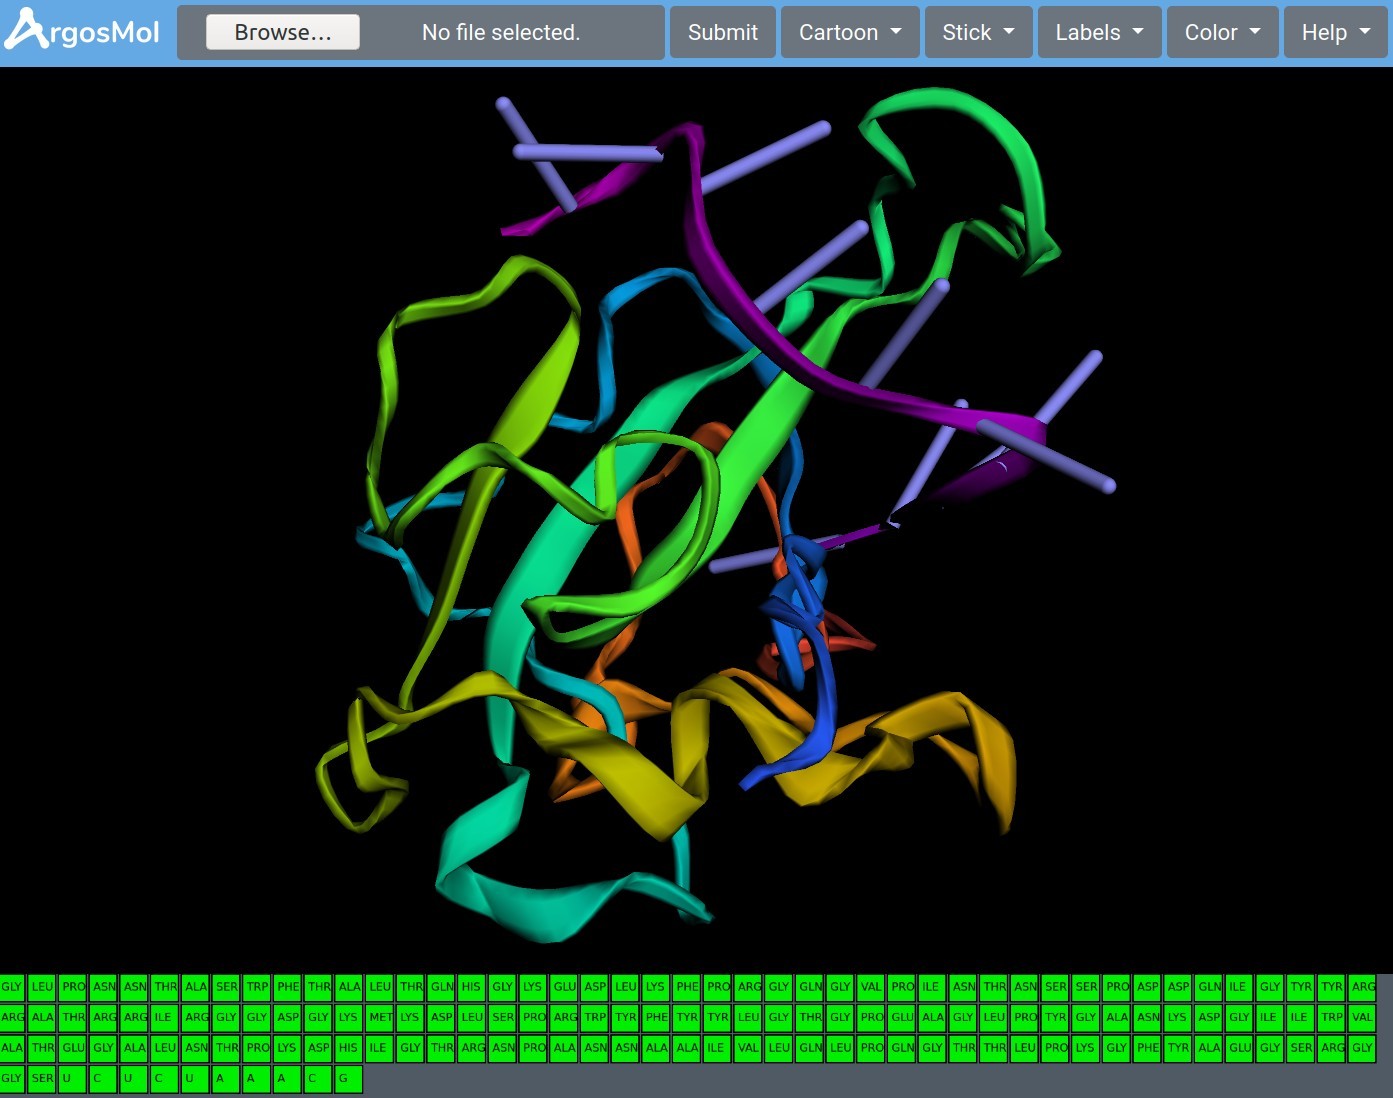 ArgosMol Browse... No file selected. Submit Cartoon Stick Labels Color Help
GLY LEU PRO ASN ASN THR ALA SER TRP PHE THR ALA LEU THR GLN HIS GLY LYS GLU ASP LEU LYS PHE PRO ARG GLY GLN GLY VAL PRO ILE ASN THR ASN SER SER PRO ASP ASP GLN ILE GLY TYR TYR ARG
ARG ALA THR ARG ARG ILE ARG GLY GLY ASP GLY LYS MET LYS ASP LEU SER PRO ARG TRP TYR PHE TYR TYR LEU GLY THR GLY PRO GLU ALA GLY LEU PRO TYR GLY ALA ASN LYS ASP GLY ILE ILE TRP VAL
ALA THR GLU GLY ALA LEU ASN THR PRO LYS ASP HIS ILE GLY THR ARG ASN PRO ALA ASN ASN ALA ALA ILE VAL LEU GLN LEU PRO GLN GLY THR THR LEU PRO LYS GLY PHE TYR ALA GLU GLY SER ARG GLY
GLY SER U C U C U A A A C G